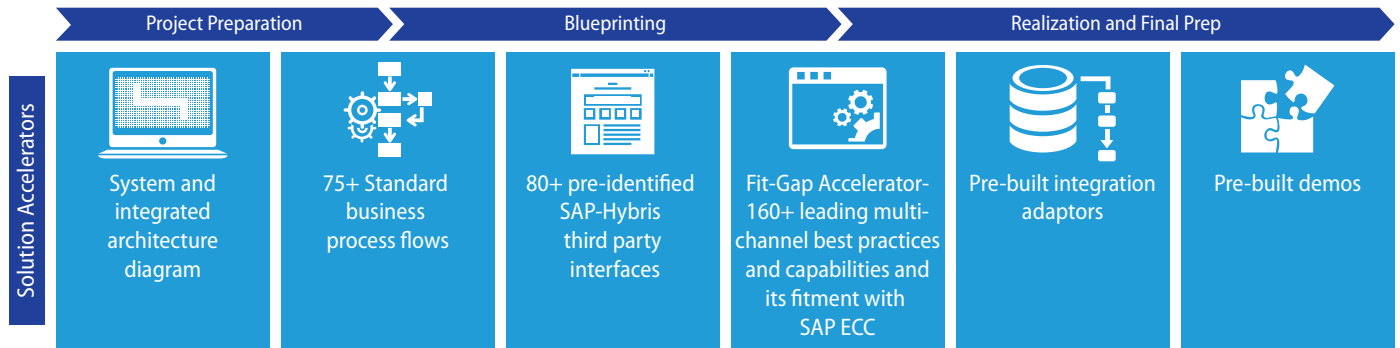 Project Preparation
Blueprinting
Realization and Final Prep
Solution Accelerators
System and
integrated
architecture
diagram
75+ Standard
business
process flows
80+ pre-identified
SAP-Hybris
third party
interfaces
Fit-Gap Accelerator-
160+ leading multi-
channel best practices
and capabilities and
its fitment with
SAP ECC
Pre-built integration
adaptors
Pre-built demos